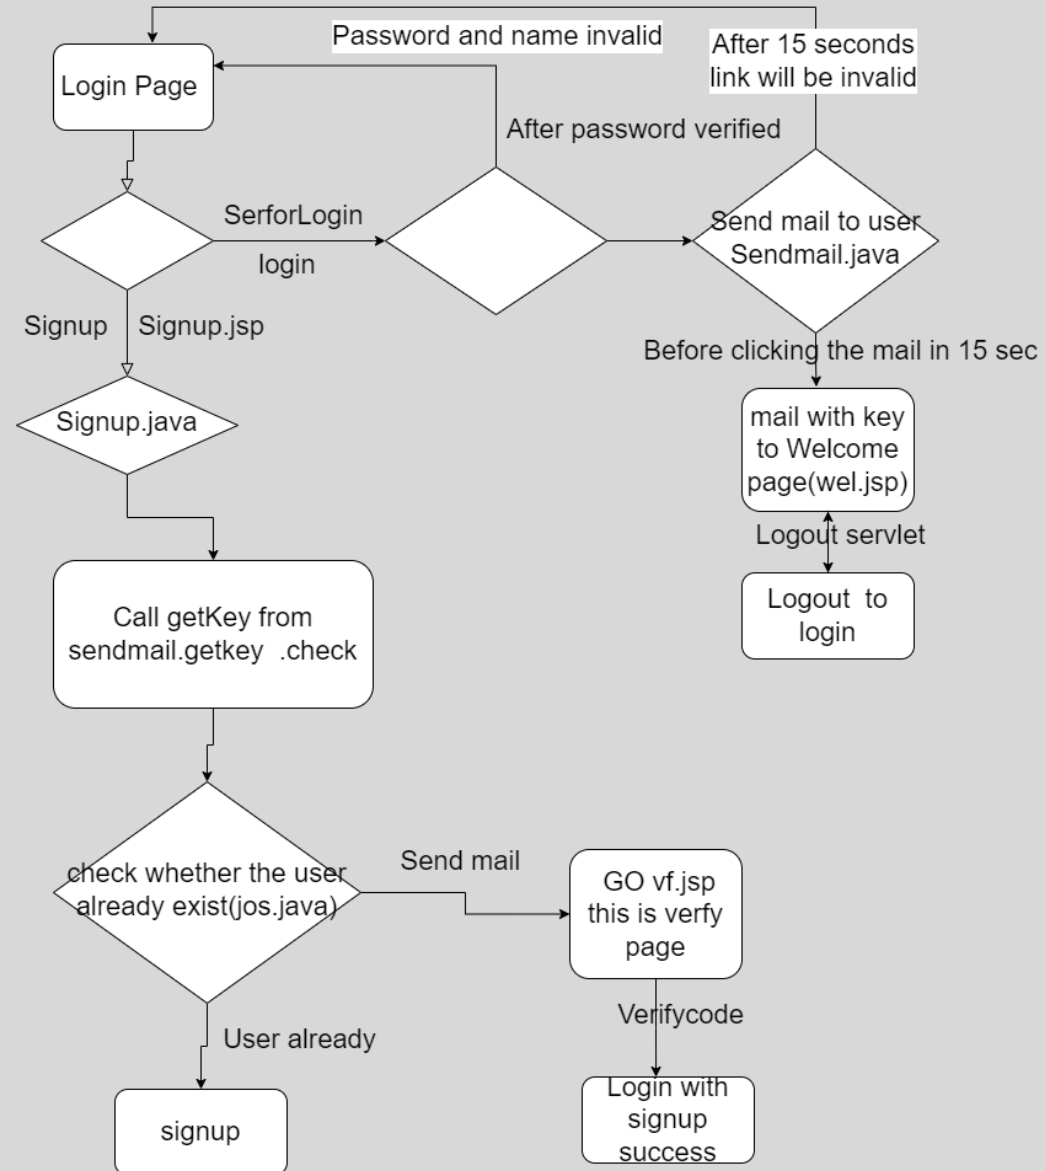 Password and name invalid
After 15 seconds
link will be invalid
Login Page
After password verified
SerforLogin
login
Send mail to user
Sendmail.java
Signup
Signup.jsp
Before clicking the mail in 15 sec
Signup.java
mail with key
to Welcome
page(wel.jsp)
Logout servlet
Logout to
login
Call getKey from
sendmail.getkey .check
check whether the user
already exist(jos.java)
Send mail
GO vf.jsp
this is verfy
page
Verifycode
User already
Login with
signup
success
signup